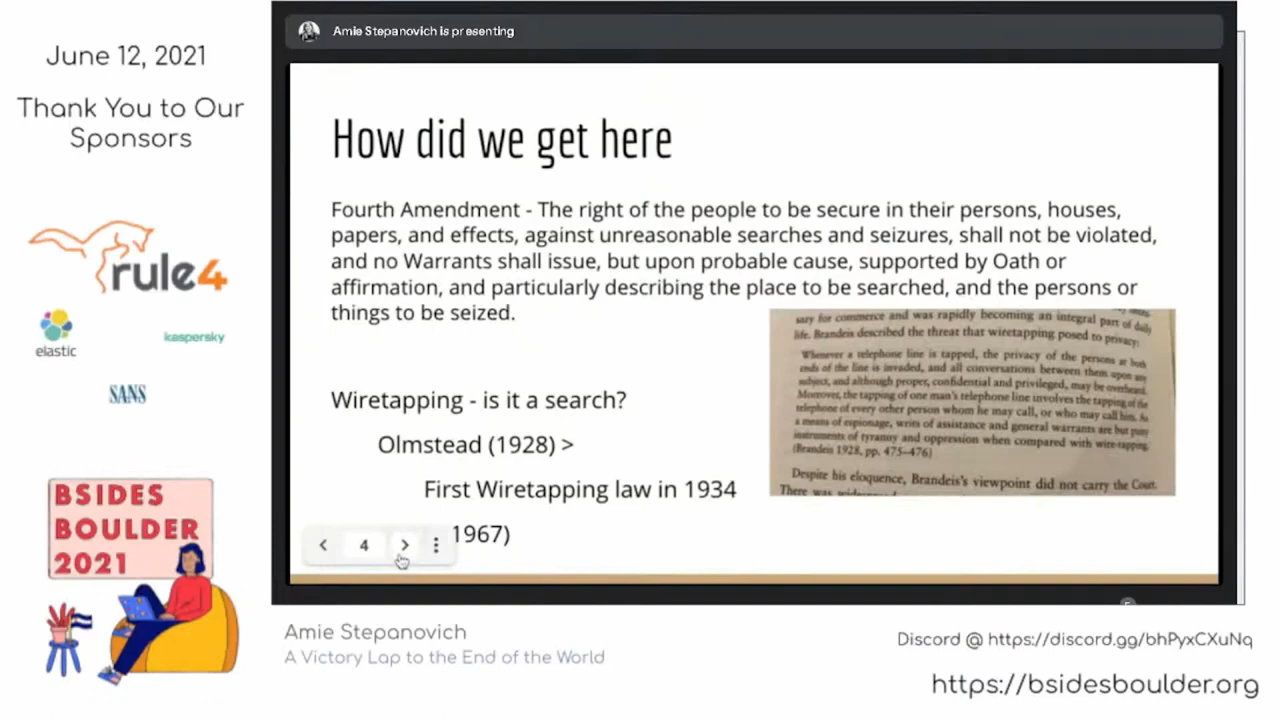 June 12, 2021
Thank You to Our
Sponsors
rule4
elastic
kaspersky
SANS
BSIDES
BOULDER
2021
Amie Stepanovich is presenting
How did we get here
Fourth Amendment - The right of the people to be secure in their persons, houses,
papers, and effects, against unreasonable searches and seizures, shall not be violated,
and no Warrants shall issue, but upon probable cause, supported by Oath or
affirmation, and particularly describing the place to be searched, and the persons or
things to be seized.
Wiretapping - is it a search?
Olmstead (1928) >
First Wiretapping law in 1934
1967)
4
sary for commerce and was rapidly becoming an integral part of daily
life. Brandeis described the threat that wiretapping posed to privacy:
Whenever a telephone line is tapped, the privacy of the persons at both
ends of the line is invaded, and all conversations between them upon any
subject, and although proper, confidential and privileged, may be overheard.
Moreover, the tapping of one man's telephone line involves the tapping of the
telephone of every other person whom he may call, or who may call him. As
a means of espionage, writs of assistance and general warrants are but puny
instruments of tyranny and oppression when compared with wire-tapping.
(Brandeis 1928, pp. 475–476)
Despite his eloquence, Brandeis's viewpoint did not carry the Court.
There was
Amie Stepanovich
A Victory Lap to the End of the World
Discord @ https://discord.gg/bhPyxCXuNq
https://bsidesboulder.org